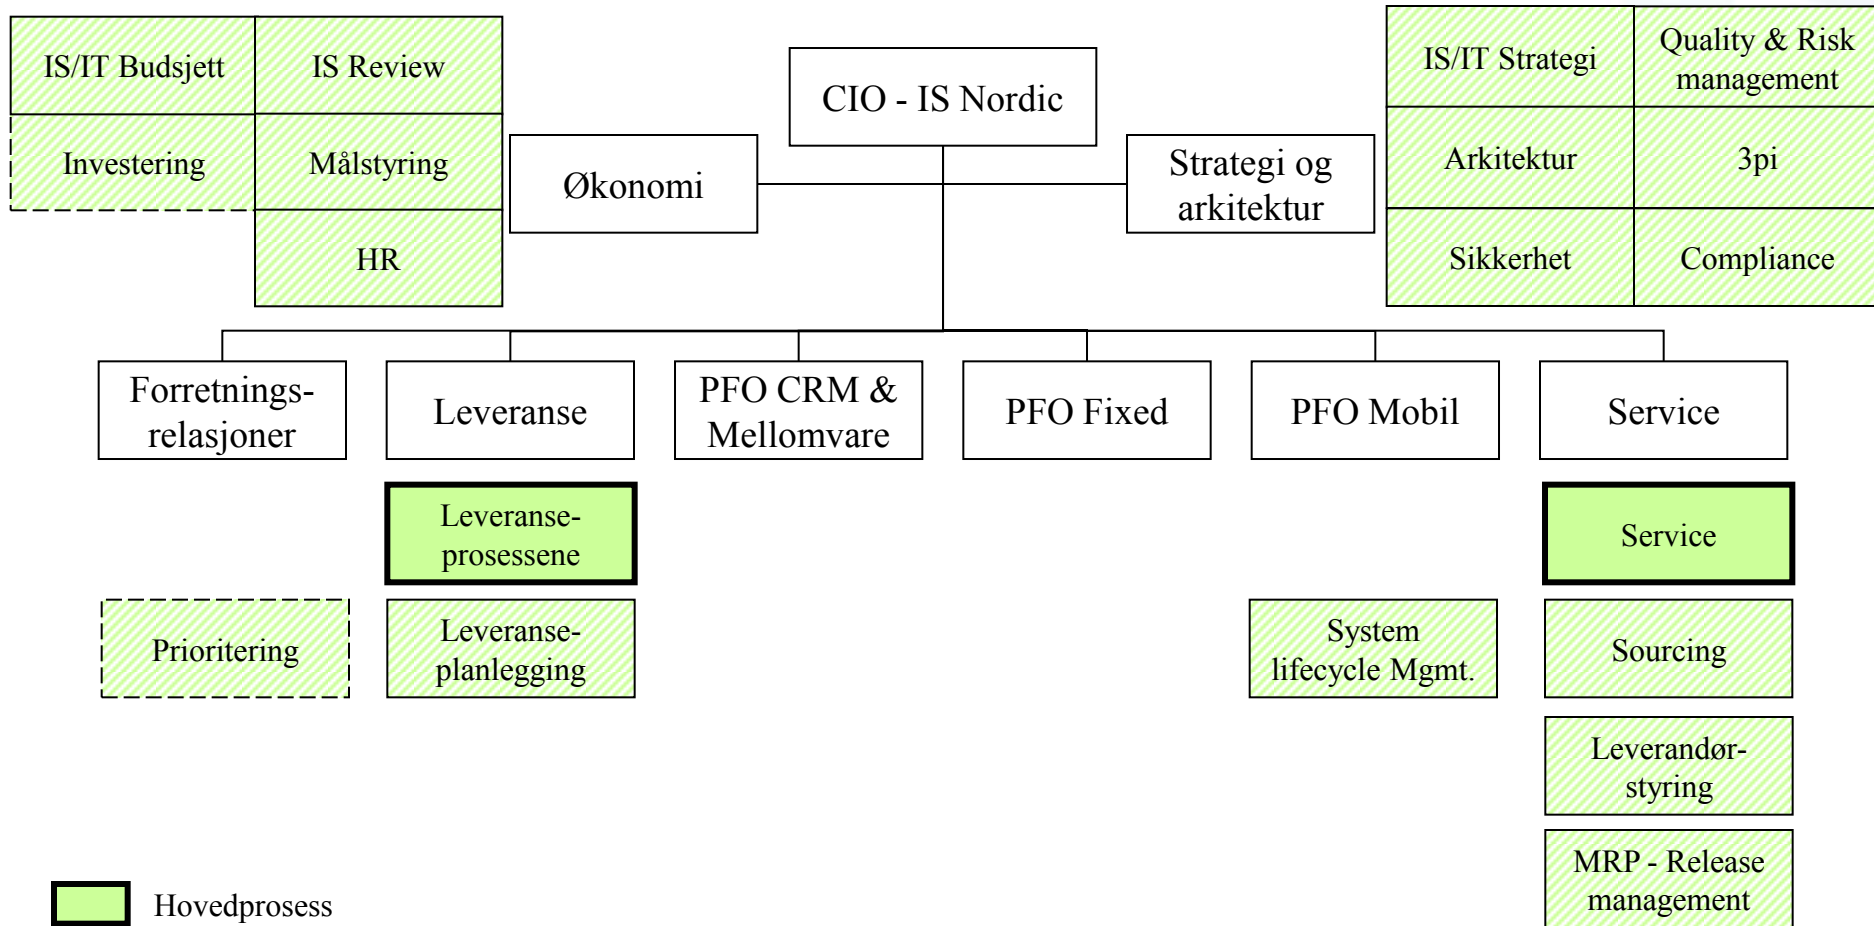 IS/IT Budsjett
IS Review
Investering
Målstyring
HR
CIO - IS Nordic
Økonomi
Strategi og
arkitektur
IS/IT Strategi
Quality & Risk
management
Arkitektur
3pi
Sikkerhet
Compliance
Forretnings-
relasjoner
Leveranse
PFO CRM &
Mellomvare
PFO Fixed
PFO Mobil
Service
Leveranse-
prosessene
Service
Prioritering
Leveranse-
planlegging
System
lifecycle Mgmt.
Sourcing
Leverandør-
styring
MRP - Release
management
Hovedprosess